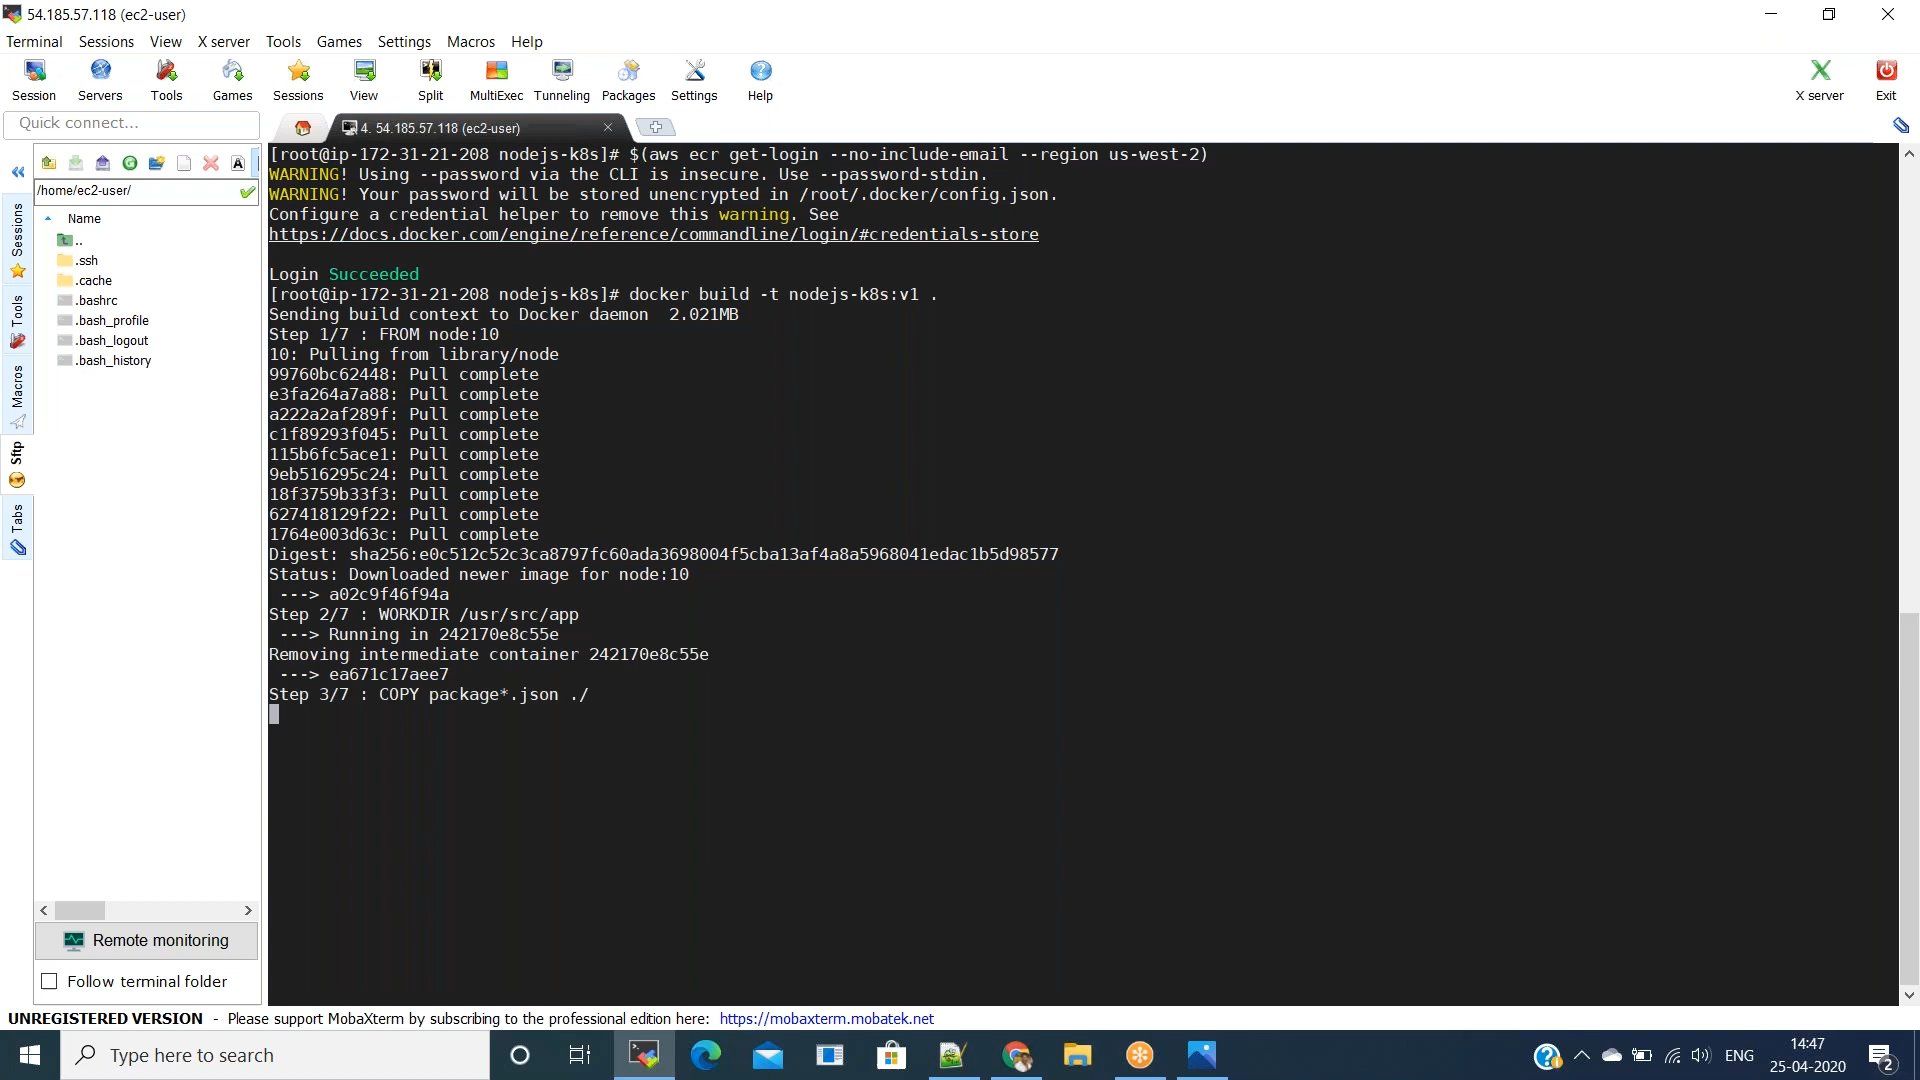 54.185.57.118 (ec2-user)
Terminal Sessions View X server Tools Games Settings Macros Help
Session Servers Tools Games Sessions View Split MultiExec Tunneling Packages Settings Help X server Exit
Quick connect...
4. 54.185.57.118 (ec2-user)
/home/ec2-user/
Name
..
.ssh
.cache
.bashrc
.bash_profile
.bash_logout
.bash_history
Sessions
Tools
Macros
Sftp
Tabs
[root@ip-172-31-21-208 nodejs-k8s]# $(aws ecr get-login --no-include-email --region us-west-2)
WARNING! Using --password via the CLI is insecure. Use --password-stdin.
WARNING! Your password will be stored unencrypted in /root/.docker/config.json.
Configure a credential helper to remove this warning. See
https://docs.docker.com/engine/reference/commandline/login/#credentials-store
Login Succeeded
[root@ip-172-31-21-208 nodejs-k8s]# docker build -t nodejs-k8s:v1 .
Sending build context to Docker daemon  2.021MB
Step 1/7 : FROM node:10
10: Pulling from library/node
99760bc62448: Pull complete
e3fa264a7a88: Pull complete
a222a2af289f: Pull complete
c1f89293f045: Pull complete
115b6fc5ace1: Pull complete
9eb516295c24: Pull complete
18f3759b33f3: Pull complete
627418129f22: Pull complete
1764e003d63c: Pull complete
Digest: sha256:e0c512c52c3ca8797fc60ada3698004f5cba13af4a8a5968041edac1b5d98577
Status: Downloaded newer image for node:10
 ---> a02c9f46f94a
Step 2/7 : WORKDIR /usr/src/app
 ---> Running in 242170e8c55e
Removing intermediate container 242170e8c55e
 ---> ea671c17aee7
Step 3/7 : COPY package*.json ./
Remote monitoring
Follow terminal folder
UNREGISTERED VERSION - Please support MobaXterm by subscribing to the professional edition here: https://mobaxterm.mobatek.net
Type here to search
ENG
14:47
25-04-2020
2